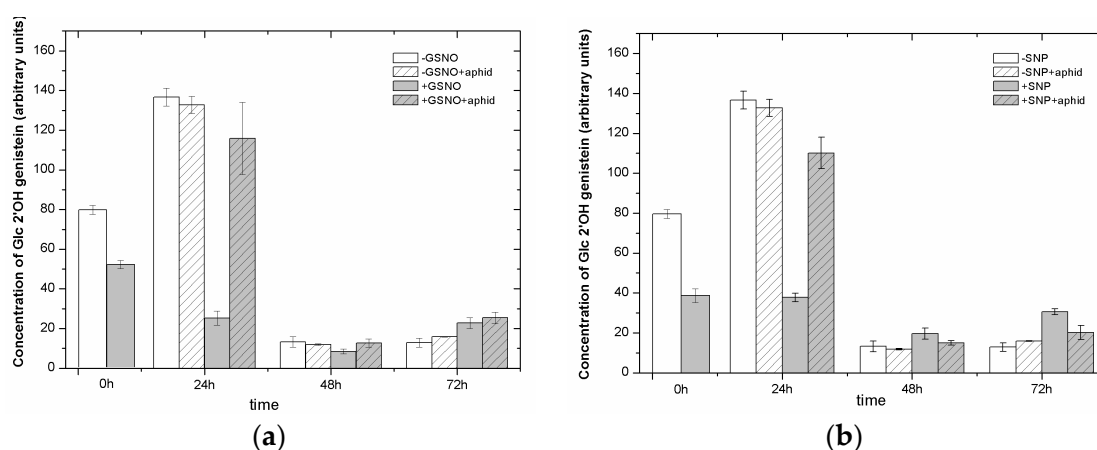 Concentration of Glc 2'OH genistein (arbitrary units)
160
140
120
100
80
60
40
20
0
-GSNO
-GSNO+aphid
+GSNO
+GSNO+aphid
0h 24h 48h 72h
time
(a)
Concentration of Glc 2'OH genistein (arbitrary units)
160
140
120
100
80
60
40
20
0
-SNP
-SNP+aphid
+SNP
+SNP+aphid
0h 24h 48h 72h
time
(b)